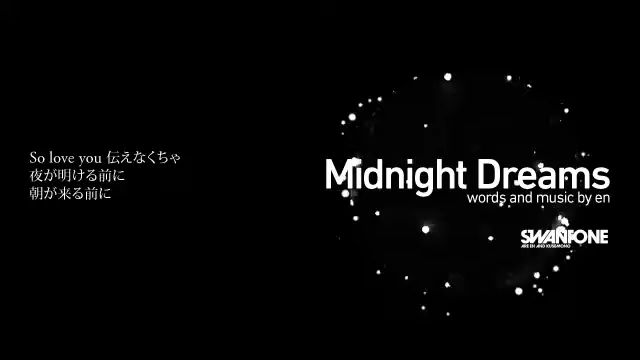 So love you 伝えなくちゃ
夜が明ける前に
朝が来る前に
Midnight Dreams
words and music by en
SWANFONE